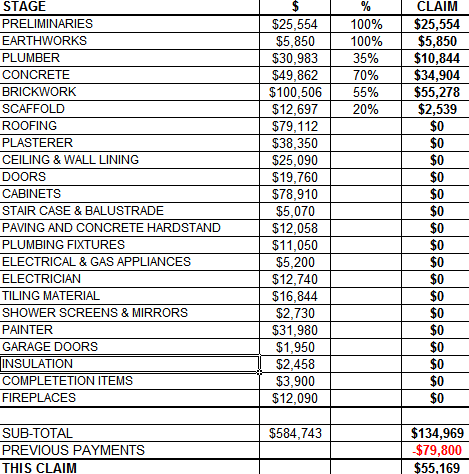 STAGE $ % CLAIM
PRELIMINARIES $25,554 100% $25,554
EARTHWORKS $5,850 100% $5,850
PLUMBER $30,983 35% $10,844
CONCRETE $49,862 70% $34,904
BRICKWORK $100,506 55% $55,278
SCAFFOLD $12,697 20% $2,539
ROOFING $79,112 $0
PLASTERER $38,350 $0
CEILING & WALL LINING $25,090 $0
DOORS $19,760 $0
CABINETS $78,910 $0
STAIR CASE & BALUSTRADE $5,070 $0
PAVING AND CONCRETE HARDSTAND $12,058 $0
PLUMBING FIXTURES $11,050 $0
ELECTRICAL & GAS APPLIANCES $5,200 $0
ELECTRICIAN $12,740 $0
TILING MATERIAL $16,844 $0
SHOWER SCREENS & MIRRORS $2,730 $0
PAINTER $31,980 $0
GARAGE DOORS $1,950 $0
INSULATION $2,458 $0
COMPLETETION ITEMS $3,900 $0
FIREPLACES $12,090 $0
SUB-TOTAL $584,743 $134,969
PREVIOUS PAYMENTS -$79,800
THIS CLAIM $55,169